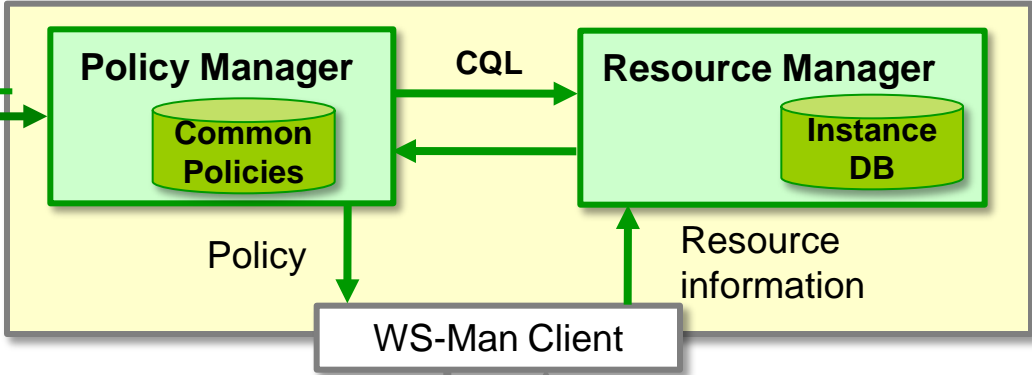 Policy Manager
CQL
Resource Manager
Common
Policies
Instance
DB
Policy
Resource
information
WS-Man Client